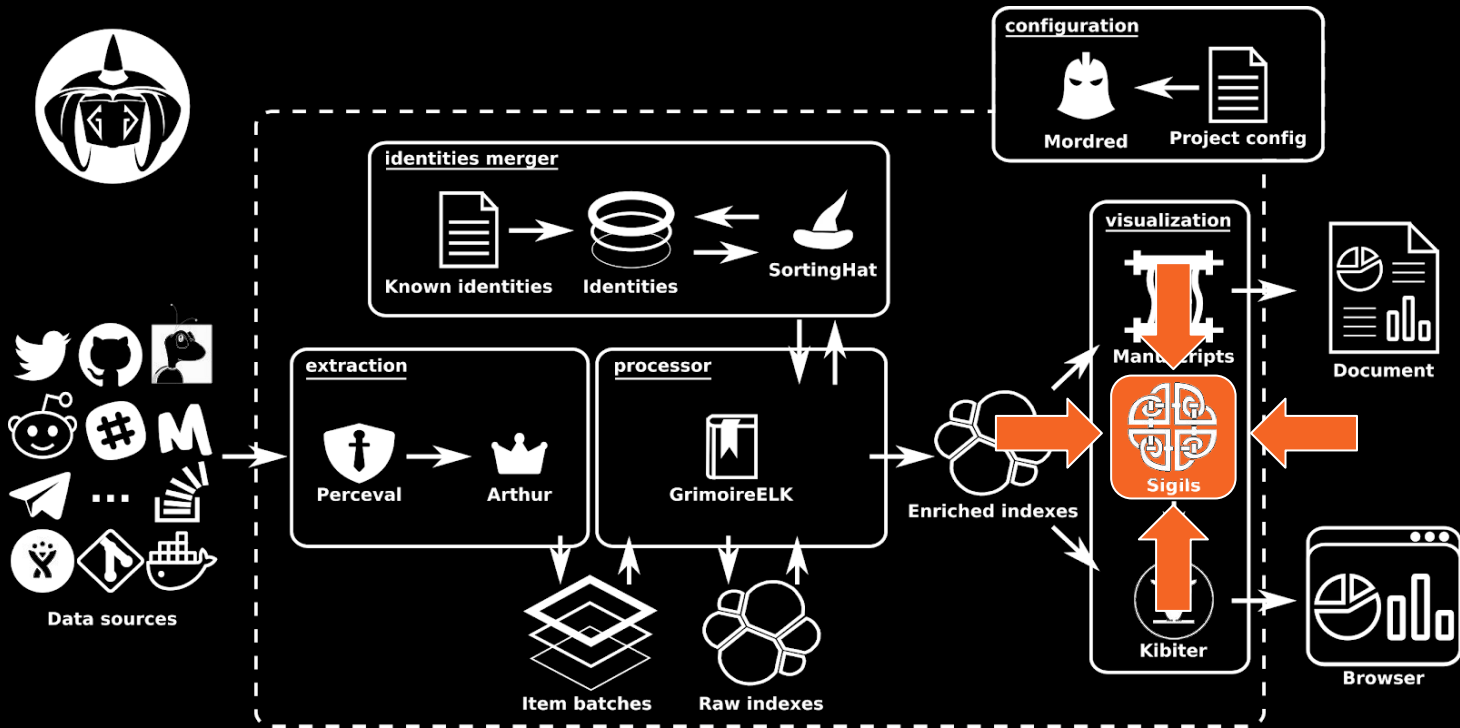 configuration
Mordred
Project config
identities merger
Known identities
Identities
SortingHat
visualization
Manuscripts
Document
extraction
Perceval
Arthur
processor
GrimoireELK
Enriched indexes
Sigils
Data sources
Item batches
Raw indexes
Kibiter
Browser